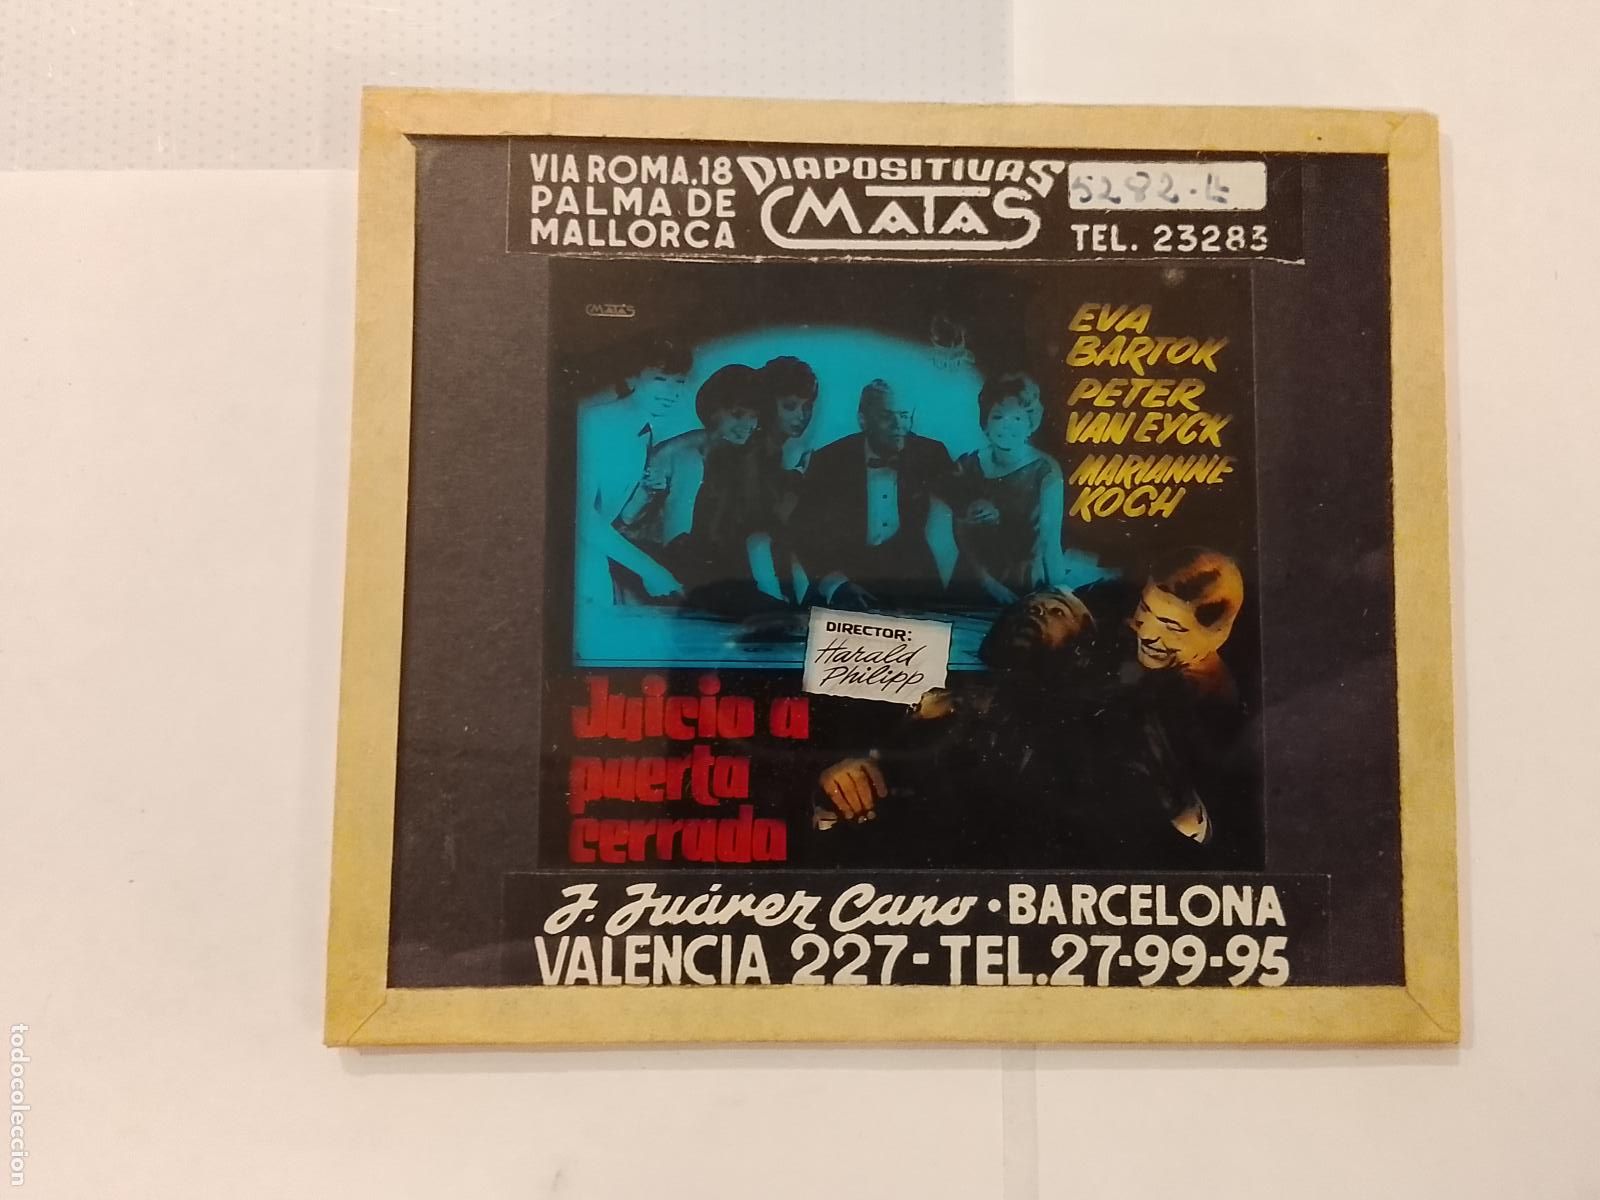 VIA ROMA, 18
PALMA DE
MALLORCA
DIAPOSITIVAS
MATAS
5282-L
TEL. 23283
MATAS
EVA
BARTOK
PETER
VAN EYCK
MARIANNE
KOCH
DIRECTOR:
Harald
Philipp
Juicio a
puerta
cerrada
J. Juárez Cano • BARCELONA
VALENCIA 227 - TEL. 27-99-95
todocoleccion